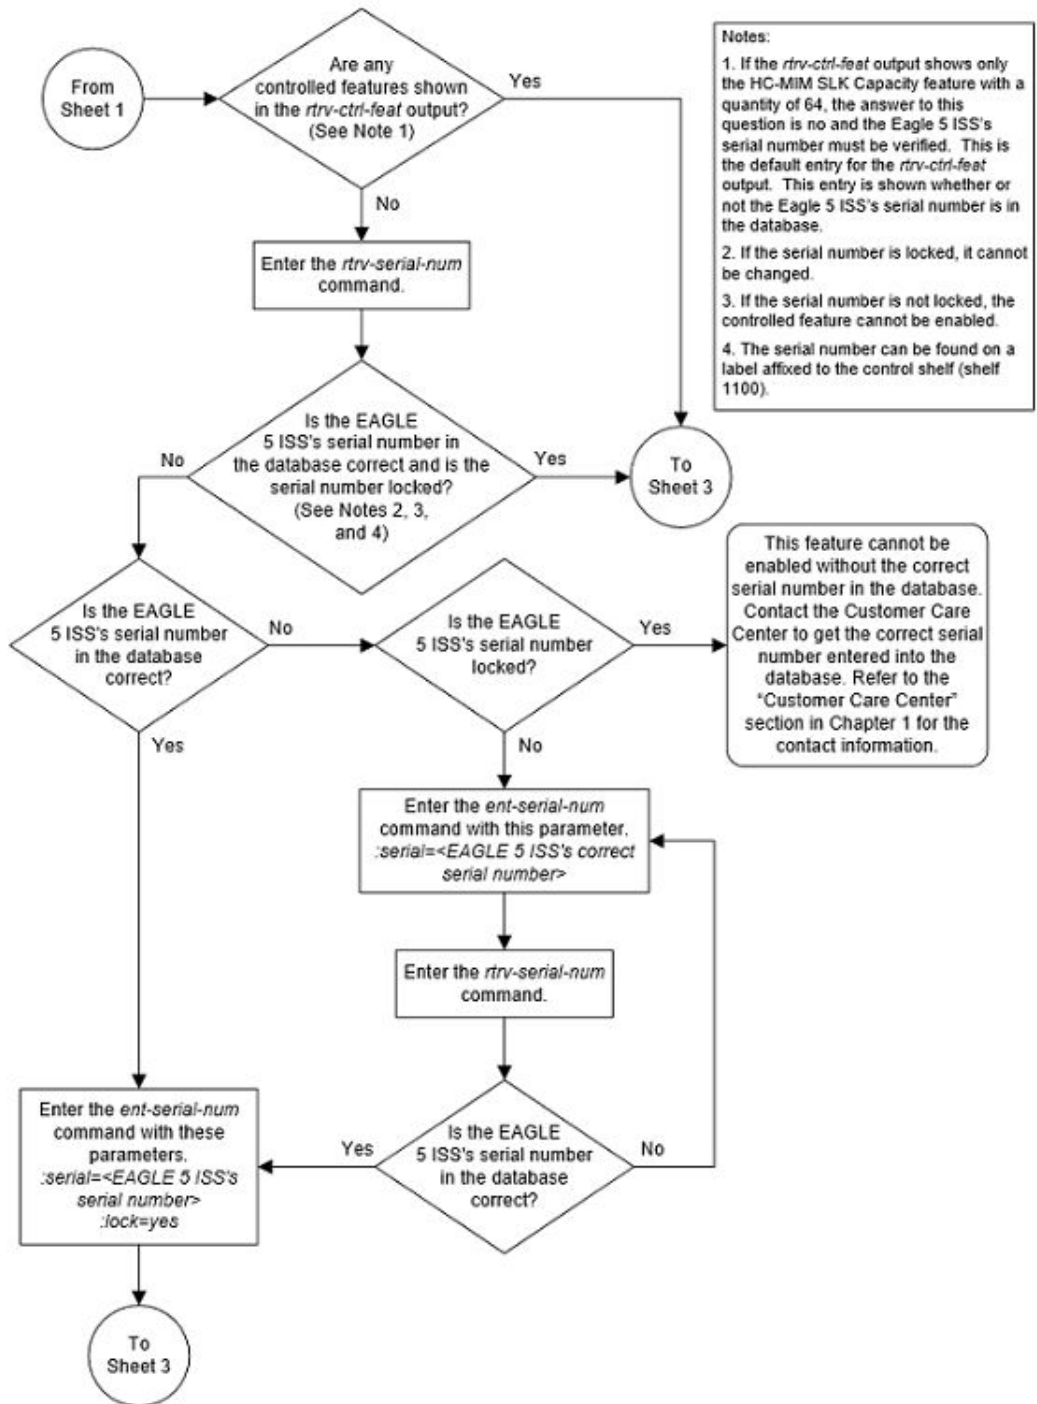 From
Sheet 1
Are any
controlled features shown
in the rtrv-ctrl-feat output?
(See Note 1)
Yes
No
Notes:
1. If the rtrv-ctrl-feat output shows only
the HC-MIM SLK Capacity feature with a
quantity of 64, the answer to this
question is no and the Eagle 5 ISS's
serial number must be verified. This is
the default entry for the rtrv-ctrl-feat
output. This entry is shown whether or
not the Eagle 5 ISS's serial number is in
the database.
2. If the serial number is locked, it cannot
be changed.
3. If the serial number is not locked, the
controlled feature cannot be enabled.
4. The serial number can be found on a
label affixed to the control shelf (shelf
1100).
Enter the rtrv-serial-num
command.
Is the EAGLE
5 ISS's serial number in
the database correct and is the
serial number locked?
(See Notes 2, 3,
and 4)
No
Yes
To
Sheet 3
Is the EAGLE
5 ISS's serial number
in the database
correct?
No
Yes
Is the EAGLE
5 ISS's serial number
locked?
Yes
No
This feature cannot be
enabled without the correct
serial number in the database.
Contact the Customer Care
Center to get the correct serial
number entered into the
database. Refer to the
“Customer Care Center”
section in Chapter 1 for the
contact information.
Enter the ent-serial-num
command with this parameter.
:serial=<EAGLE 5 ISS's correct
serial number>
Enter the rtrv-serial-num
command.
Is the EAGLE
5 ISS's serial number
in the database
correct?
Yes
No
Enter the ent-serial-num
command with these
parameters.
:serial=<EAGLE 5 ISS's
serial number>
:lock=yes
To
Sheet 3